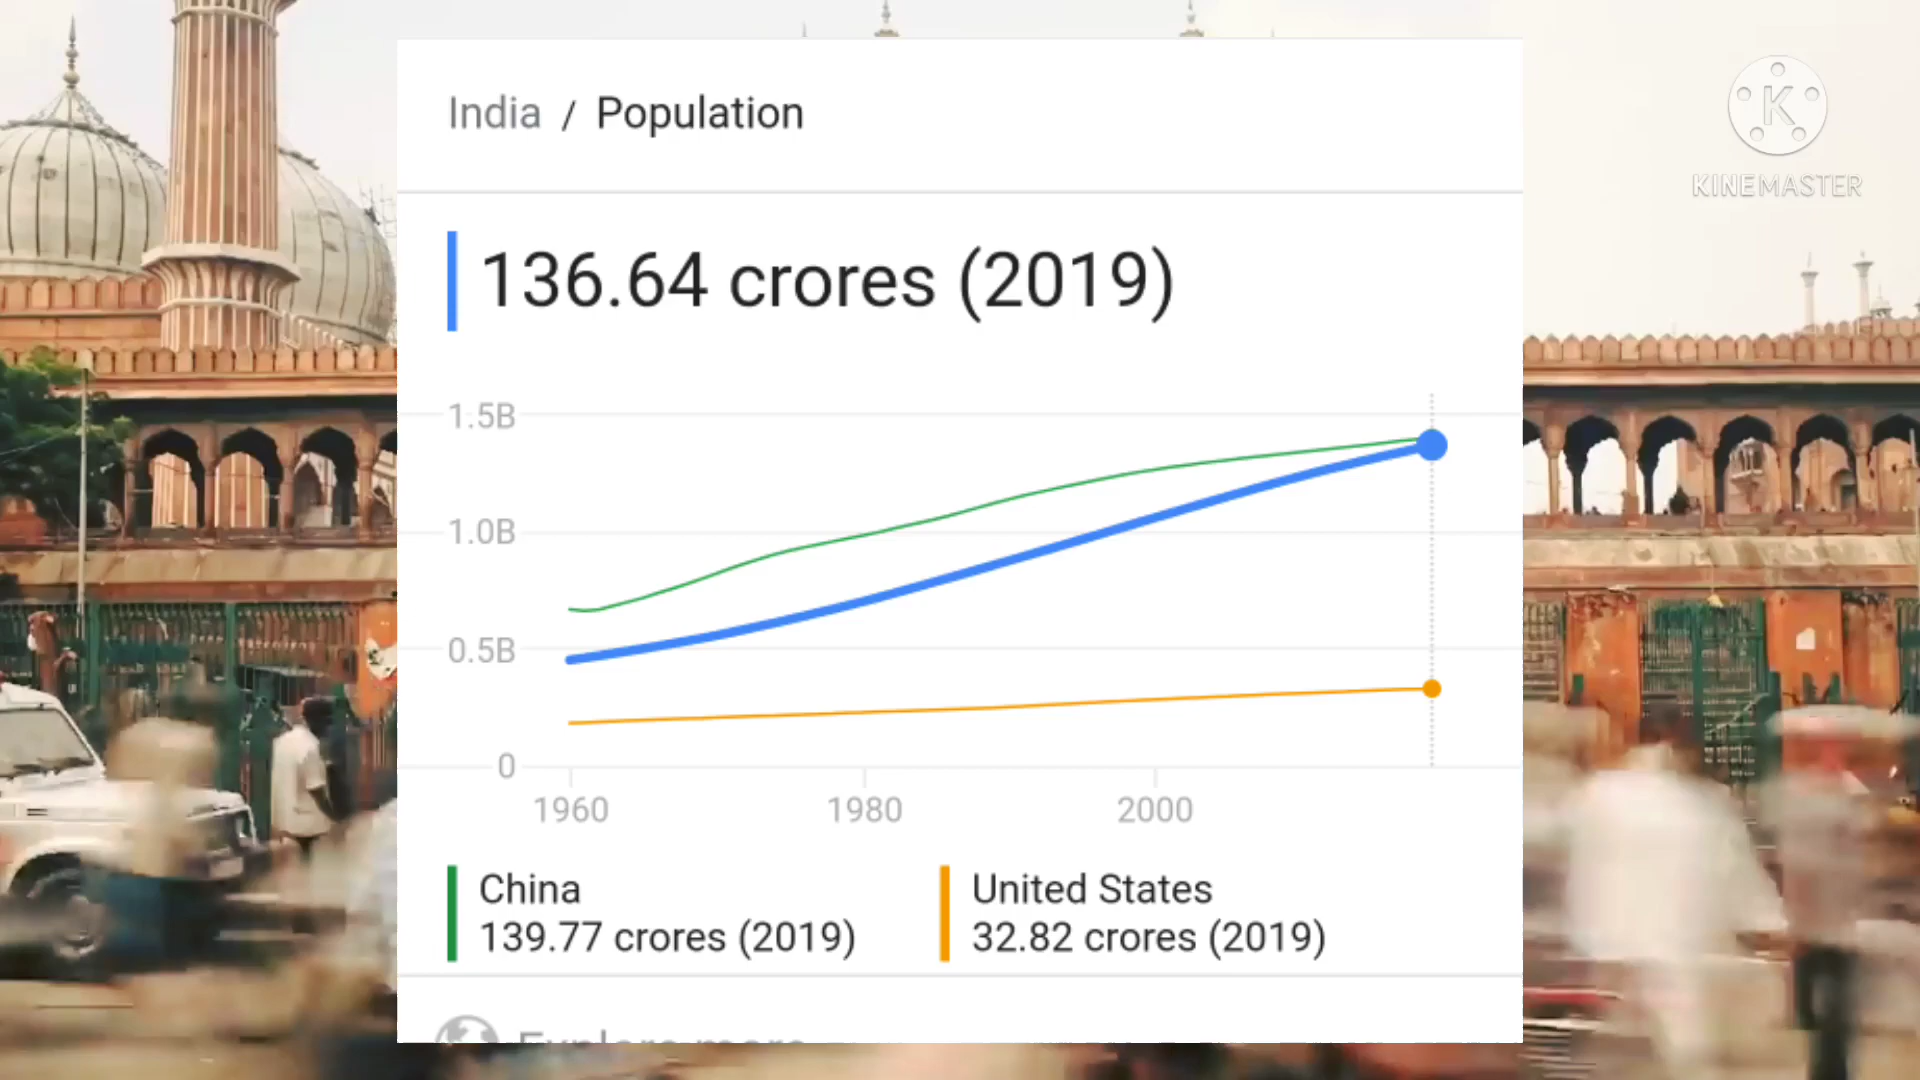 India / Population
K
KINEMASTER
136.64 crores (2019)
1.5B
1.0B
0.5B
0
1960 1980 2000
China
139.77 crores (2019)
United States
32.82 crores (2019)